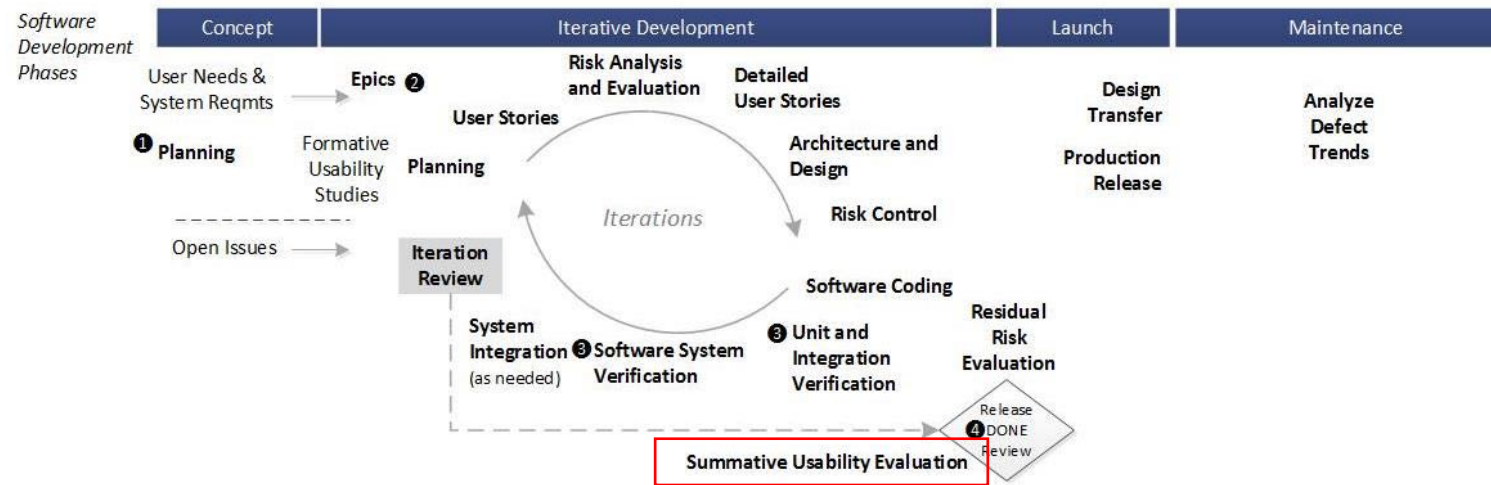 Software
Development
Phases
Concept
Iterative Development
Launch
Maintenance
User Needs &
System Reqmts
❶ Planning
Formative
Usability
Studies
Open Issues
Epics ❷
User Stories
Planning
Risk Analysis
and Evaluation
Detailed
User Stories
Architecture and
Design
Risk Control
Iterations
Software Coding
❸ Unit and
Integration
Verification
❸ Software System
Verification
System
Integration
(as needed)
Iteration
Review
Residual
Risk
Evaluation
Release
❹ DONE
Review
Summative Usability Evaluation
Design
Transfer
Production
Release
Analyze
Defect
Trends